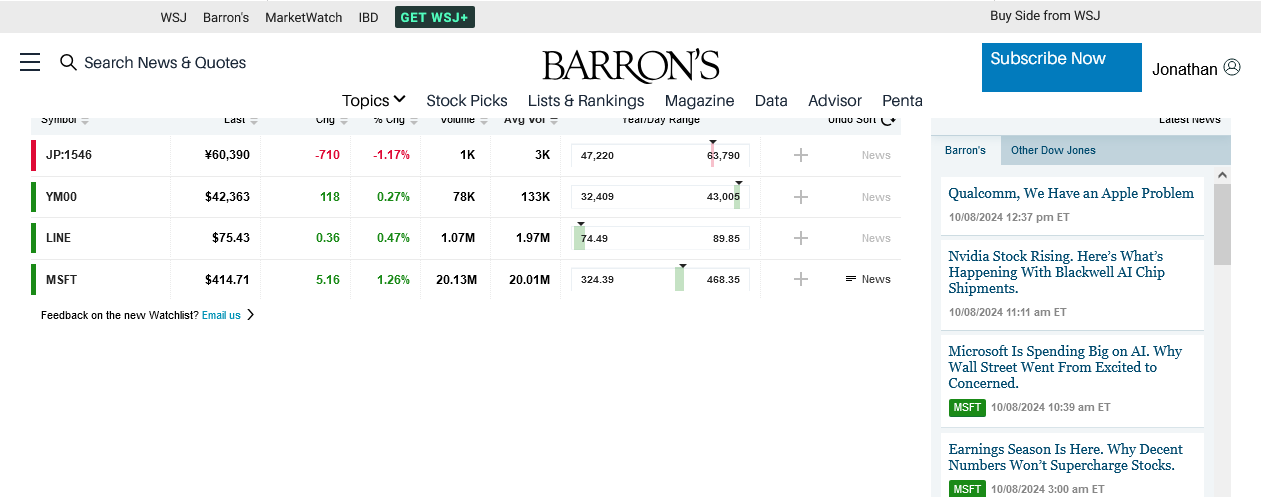 WSJ Barron's MarketWatch IBD GET WSJ+ Buy Side from WSJ
Search News & Quotes BARRON'S Subscribe Now Jonathan
Topics Stock Picks Lists & Rankings Magazine Data Advisor Penta
Symbol Last Chg % Chg Volume Avg Vol Year/Day Range Undo Sort
JP:1546 ¥60,390 -710 -1.17% 1K 3K 47,220 63,790 News
YM00 $42,363 118 0.27% 78K 133K 32,409 43,005 News
LINE $75.43 0.36 0.47% 1.07M 1.97M 74.49 89.85 News
MSFT $414.71 5.16 1.26% 20.13M 20.01M 324.39 468.35 News
Feedback on the new Watchlist? Email us
Latest News
Barron's Other Dow Jones
Qualcomm, We Have an Apple Problem
10/08/2024 12:37 pm ET
Nvidia Stock Rising. Here’s What’s
Happening With Blackwell AI Chip
Shipments.
10/08/2024 11:11 am ET
Microsoft Is Spending Big on AI. Why
Wall Street Went From Excited to
Concerned.
MSFT 10/08/2024 10:39 am ET
Earnings Season Is Here. Why Decent
Numbers Won’t Supercharge Stocks.
MSFT 10/08/2024 3:00 am ET